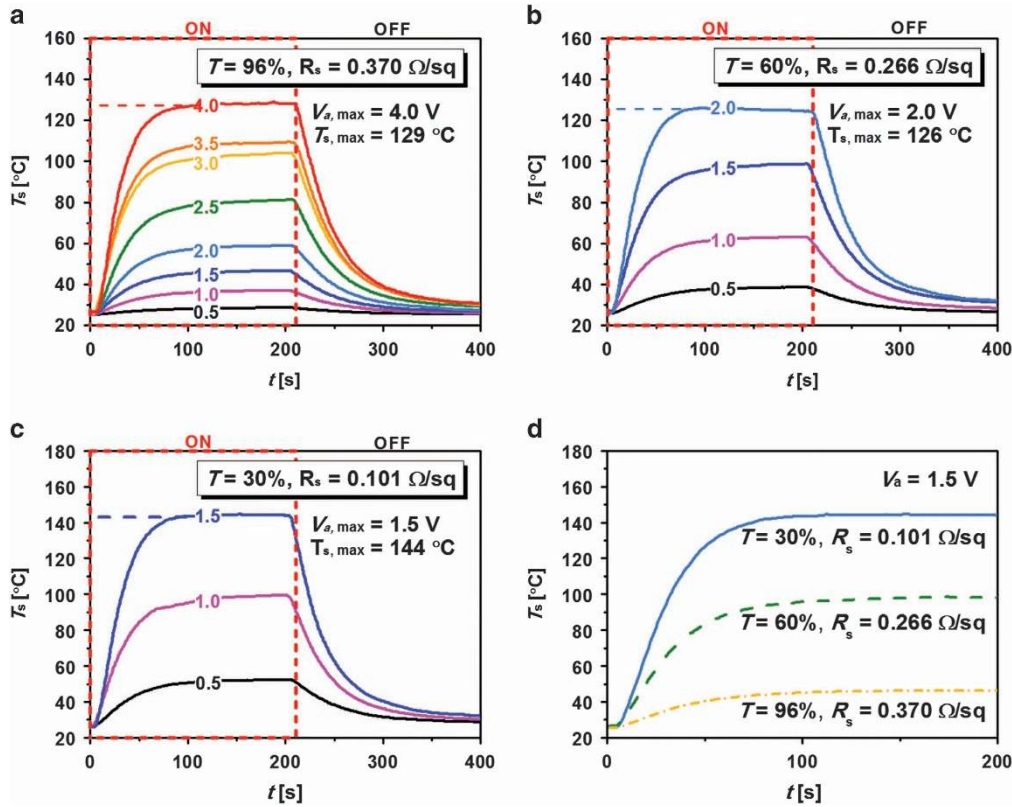 a
ON OFF
160
140
120
100
80
60
40
20
T = 96%, Rs = 0.370 Ω/sq
Va, max = 4.0 V
Ts, max = 129 °C
4.0
3.5
3.0
2.5
2.0
1.5
1.0
0.5
Ts [°C]
0 100 200 300 400
t [s]
b
ON OFF
160
140
120
100
80
60
40
20
T = 60%, Rs = 0.266 Ω/sq
Va, max = 2.0 V
Ts, max = 126 °C
2.0
1.5
1.0
0.5
Ts [°C]
0 100 200 300 400
t [s]
c
ON OFF
180
160
140
120
100
80
60
40
20
T = 30%, Rs = 0.101 Ω/sq
Va, max = 1.5 V
Ts, max = 144 °C
1.5
1.0
0.5
Ts [°C]
0 100 200 300 400
t [s]
d
180
160
140
120
100
80
60
40
20
Va = 1.5 V
T = 30%, Rs = 0.101 Ω/sq
T = 60%, Rs = 0.266 Ω/sq
T = 96%, Rs = 0.370 Ω/sq
Ts [°C]
0 100 200
t [s]